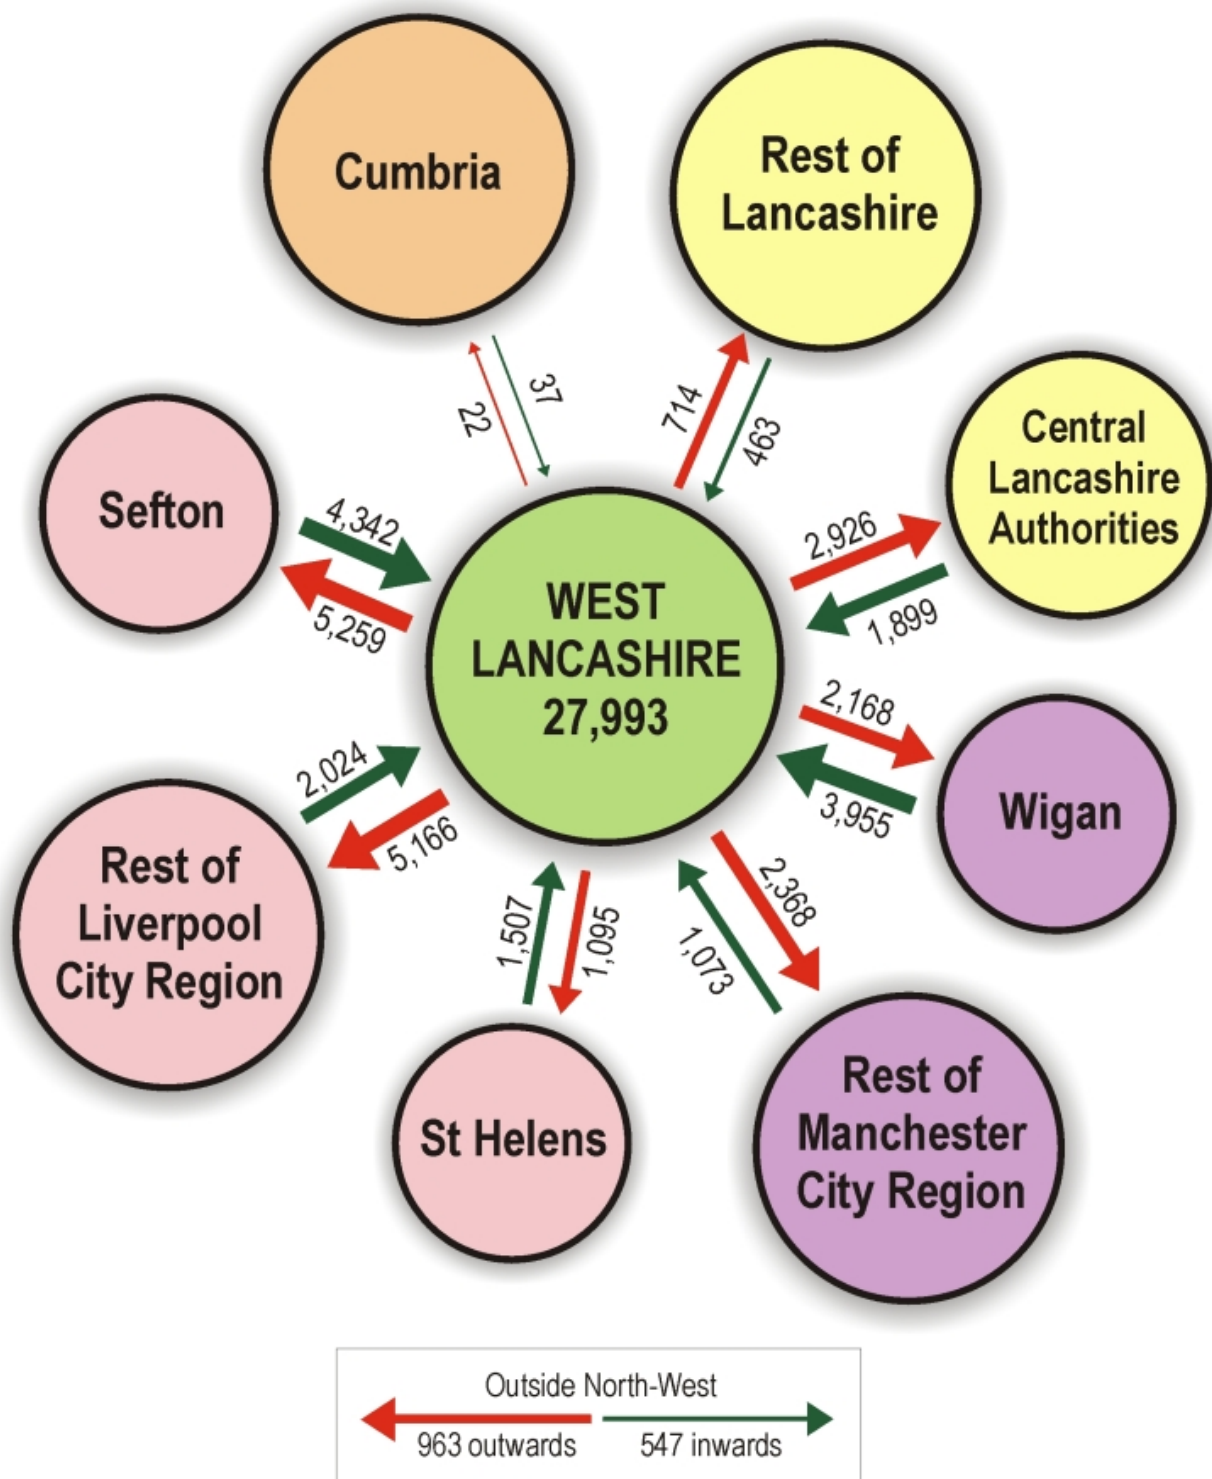 Cumbria
Rest of
Lancashire
37
22
714
463
Central
Lancashire
Authorities
Sefton
4,342
5,259
2,926
1,899
WEST
LANCASHIRE
27,993
2,168
3,955
Wigan
2,024
5,166
Rest of
Liverpool
City Region
1,507
1,095
2,368
1,073
St Helens
Rest of
Manchester
City Region
Outside North-West
963 outwards
547 inwards